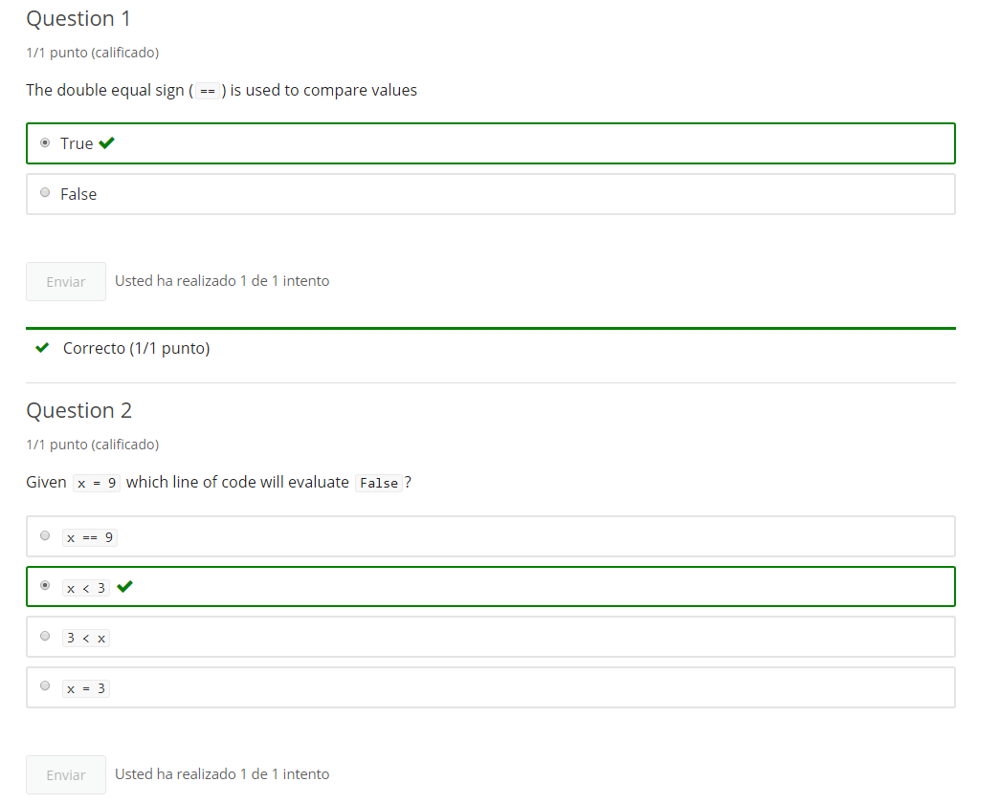 Question 1
1/1 punto (calificado)
The double equal sign ( == ) is used to compare values
True
False
Enviar Usted ha realizado 1 de 1 intento
Correcto (1/1 punto)
Question 2
1/1 punto (calificado)
Given x = 9 which line of code will evaluate False ?
x == 9
x < 3
3 < x
x = 3
Enviar Usted ha realizado 1 de 1 intento